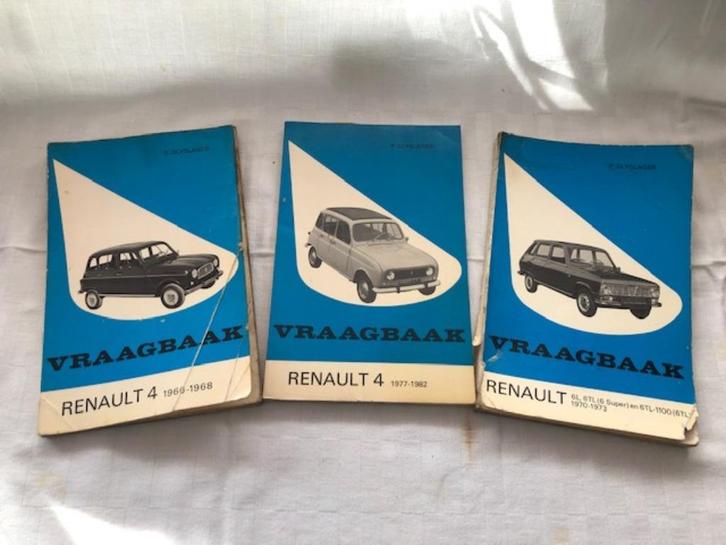 P. OLYSLAGER
VRAAGBAAK
RENAULT 4 1966-1968
P. OLYSLAGER
VRAAGBAAK
RENAULT 4 1977-1982
P. OLYSLAGER
VRAAGBAAK
RENAULT 6L, 6TL (6 Super) en 6TL-1100 (6TL)
1970-1973